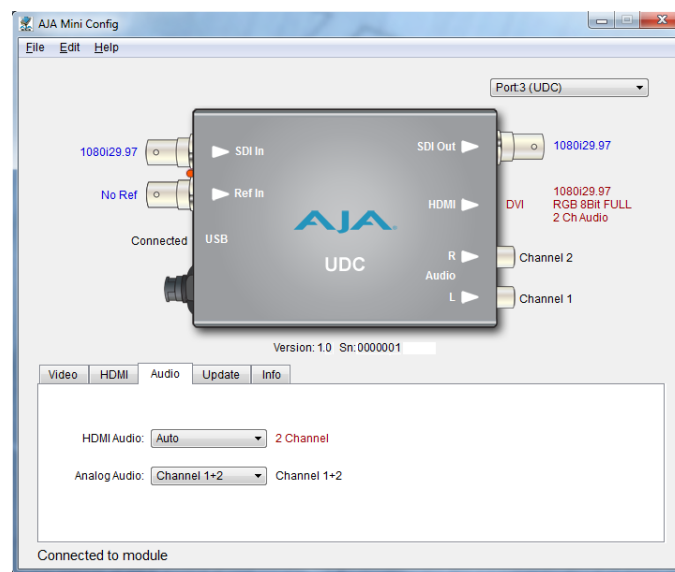 AJA Mini Config
File Edit Help
Port:3 (UDC)
1080i29.97
SDI In
SDI Out
1080i29.97
No Ref
Ref In
HDMI
DVI
1080i29.97
RGB 8Bit FULL
2 Ch Audio
Connected
USB
AJA
UDC
R
Audio
L
Channel 2
Channel 1
Version: 1.0 Sn:0000001
Video HDMI Audio Update Info
HDMI Audio: Auto 2 Channel
Analog Audio: Channel 1+2 Channel 1+2
Connected to module